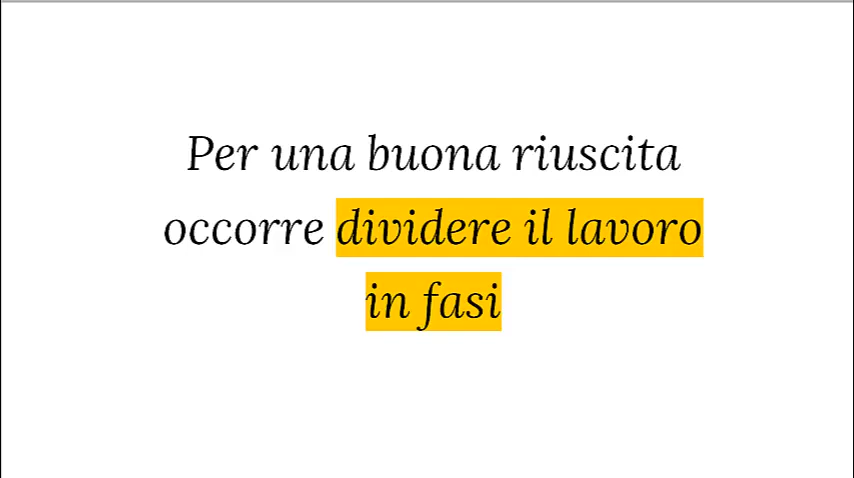 Per una buona riuscita
occorre dividere il lavoro
in fasi